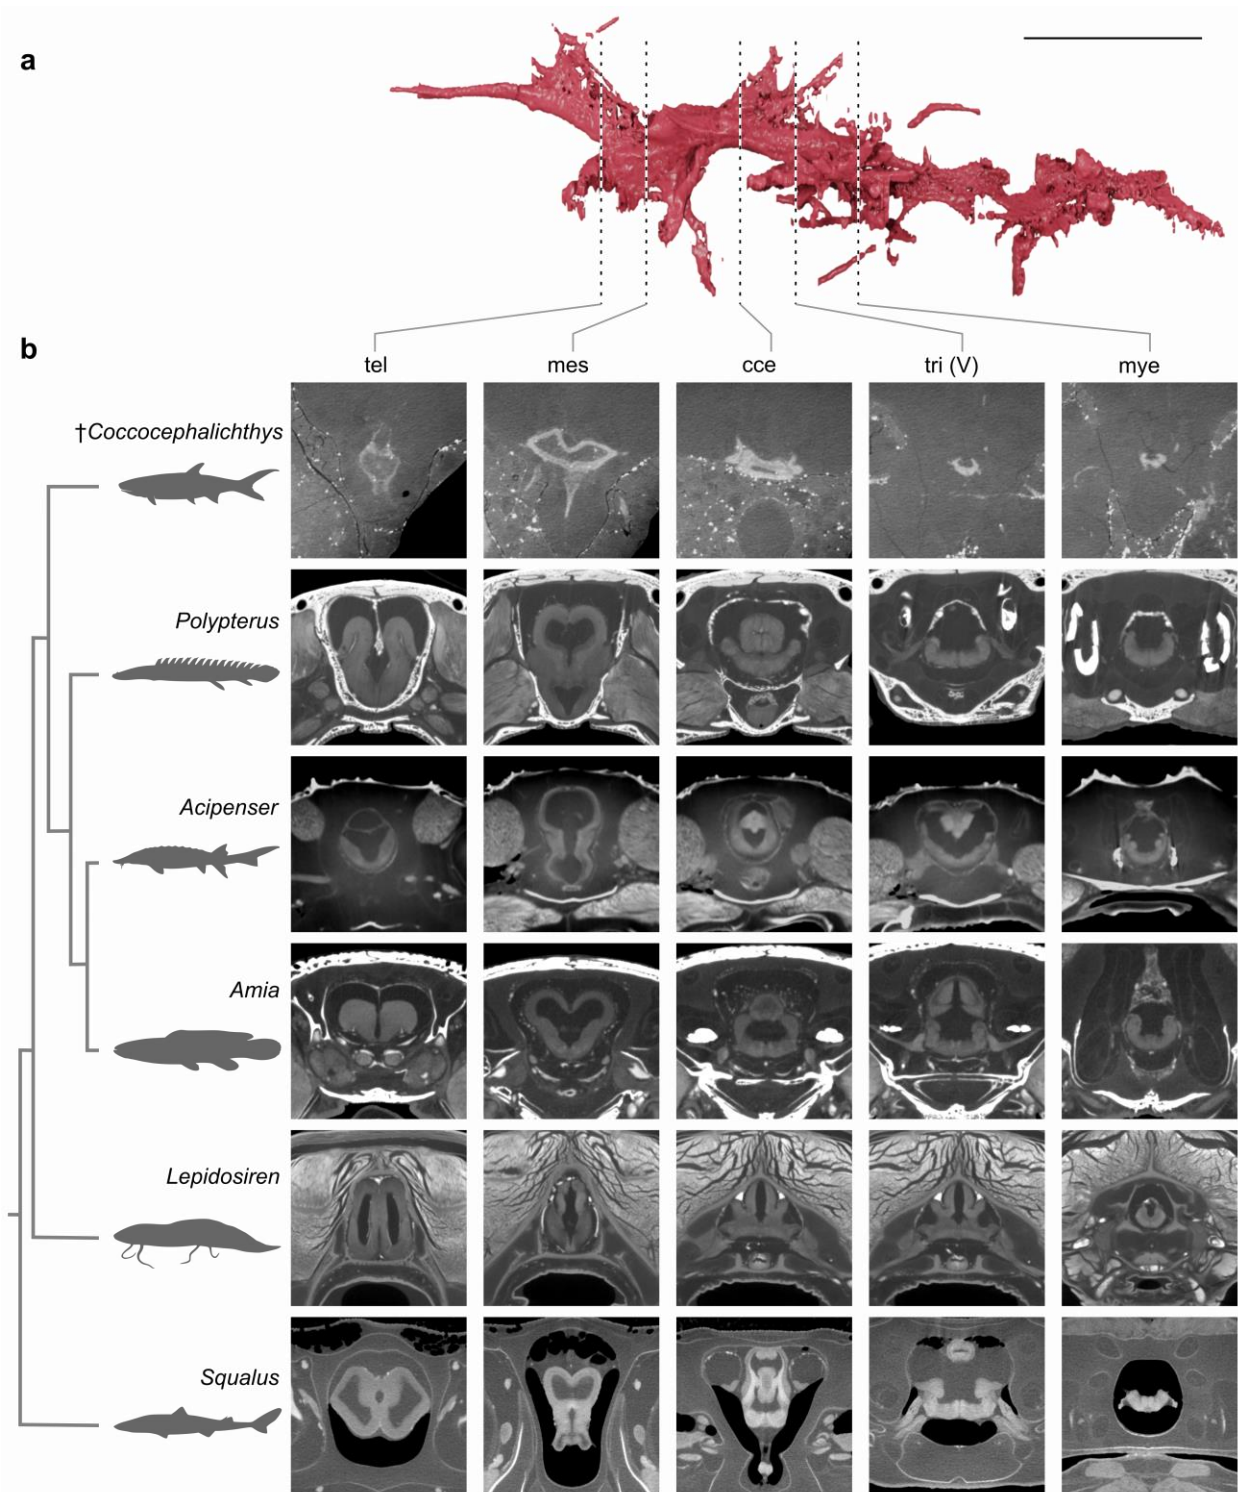 a
b
tel mes cce tri (V) mye
†Coccocephalichthys
Polypterus
Acipenser
Amia
Lepidosiren
Squalus